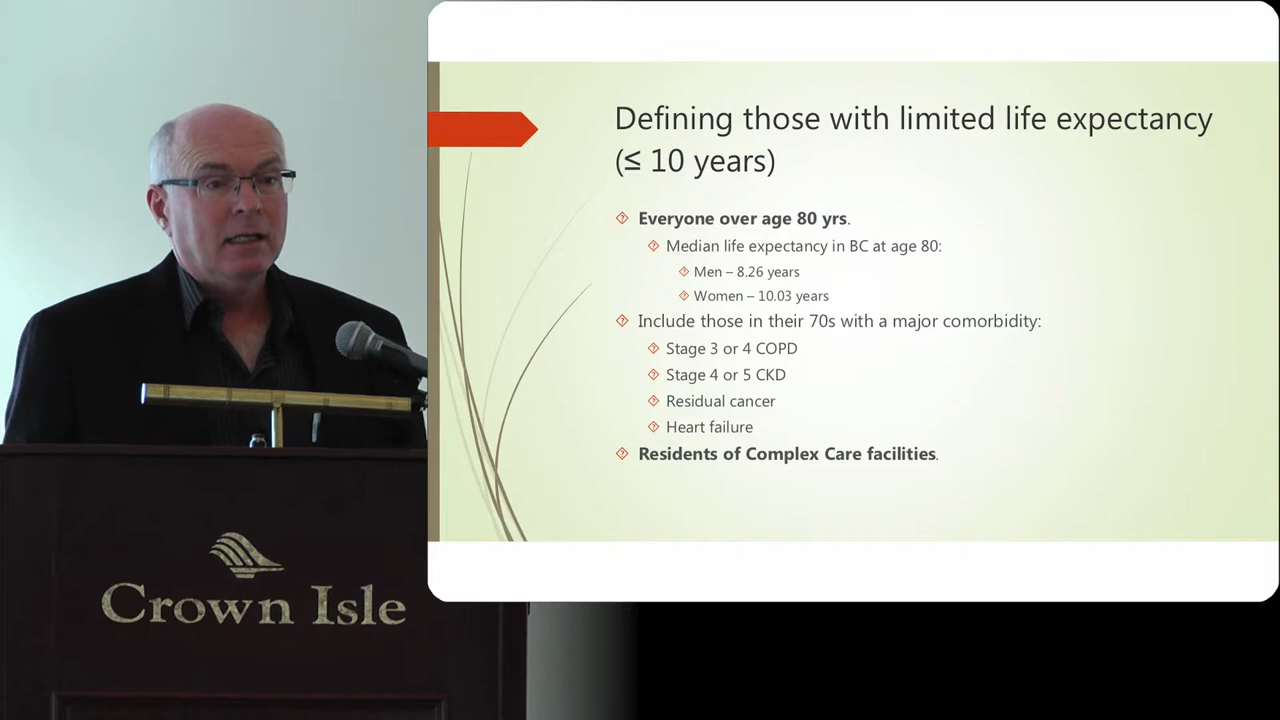 Defining those with limited life expectancy
(≤ 10 years)
Everyone over age 80 yrs.
Median life expectancy in BC at age 80:
Men – 8.26 years
Women – 10.03 years
Include those in their 70s with a major comorbidity:
Stage 3 or 4 COPD
Stage 4 or 5 CKD
Residual cancer
Heart failure
Residents of Complex Care facilities.
Crown Isle